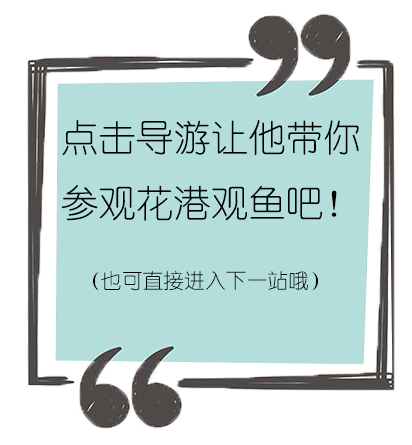 点击导游让他带你
参观花港观鱼吧！
（也可直接进入下一站哦）